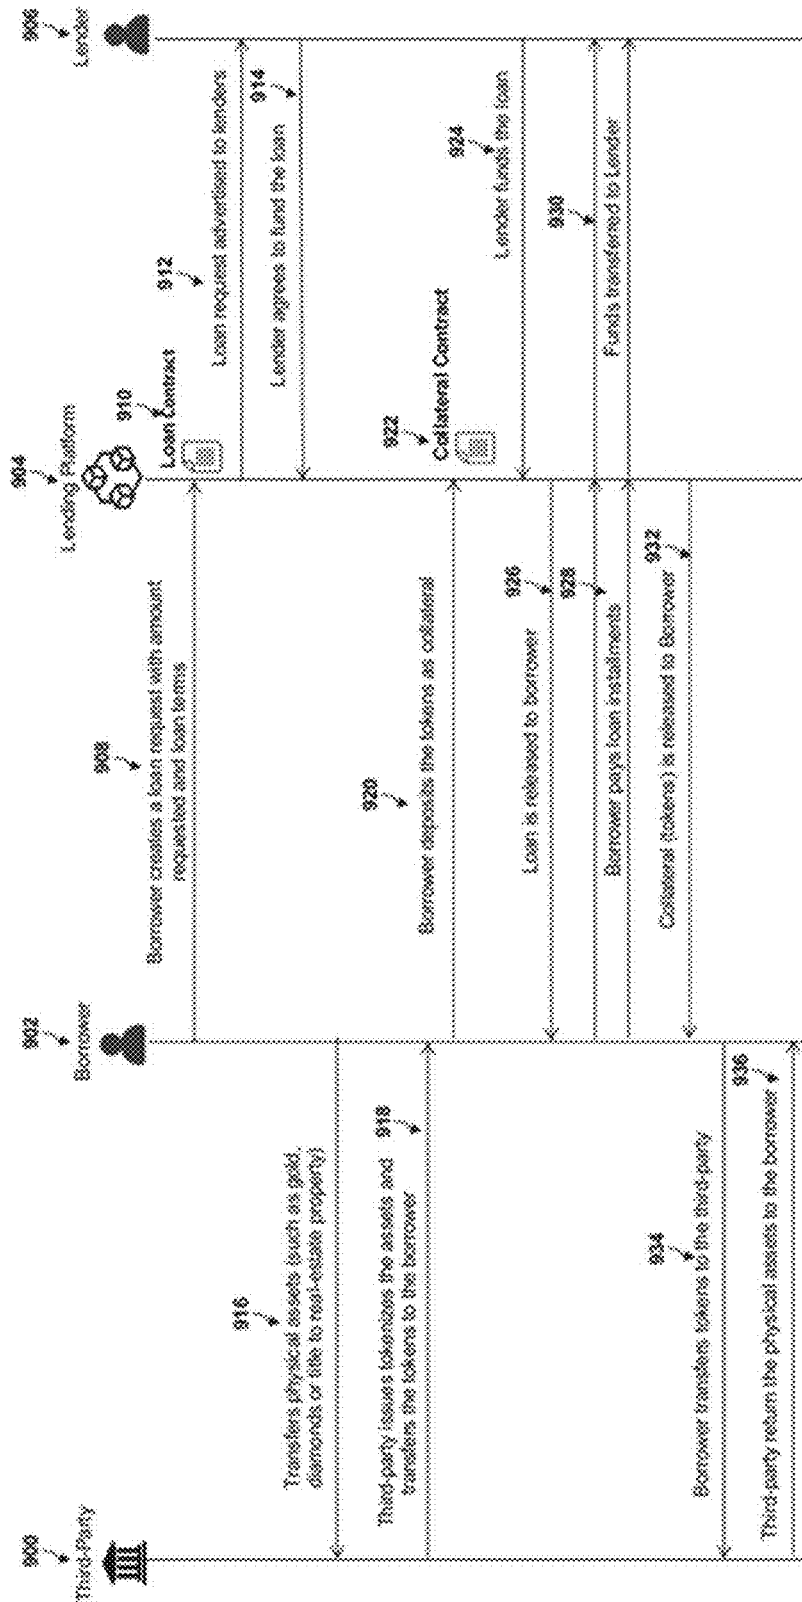 900
Third-Party
902
Borrower
904
Lending Platform
906
Lender
908
Borrower creates a loan request with amount
requested and loan terms
910
Loan Contract
912
Loan request advertised to lenders
914
Lender agrees to fund the loan
916
Transfers physical assets (such as gold,
diamonds or title to real-estate property)
918
Third-party issues tokenizes the assets and
transfers the tokens to the borrower
920
Borrower deposits the tokens as collateral
922
Collateral Contract
924
Lender funds the loan
926
Loan is released to borrower
928
Borrower pays loan instalments
930
Funds transferred to Lender
932
Collateral (tokens) is released to Borrower
934
Borrower transfers tokens to the third-party
936
Third-party return the physical assets to the borrower